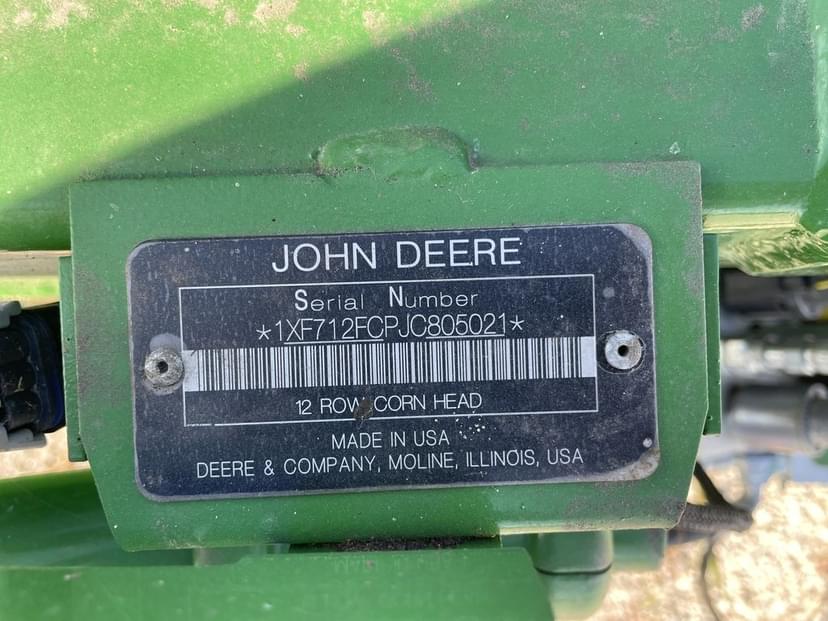 JOHN DEERE
Serial Number
*1XF712FCPJC805021*
12 ROW CORN HEAD
MADE IN USA
DEERE & COMPANY, MOLINE, ILLINOIS, USA